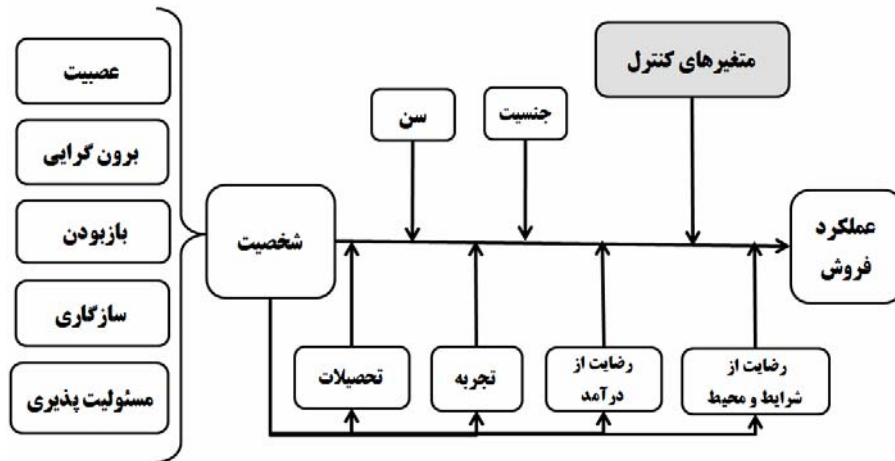 متغیرهای کنترل
عصبیت
سن
جنسیت
برون گرایی
شخصیت
عملکرد
فروش
بازبودن
سازگاری
تحصیلات
تجربه
رضایت از
درآمد
رضایت از
شرایط و محیط
مسئولیت پذیری